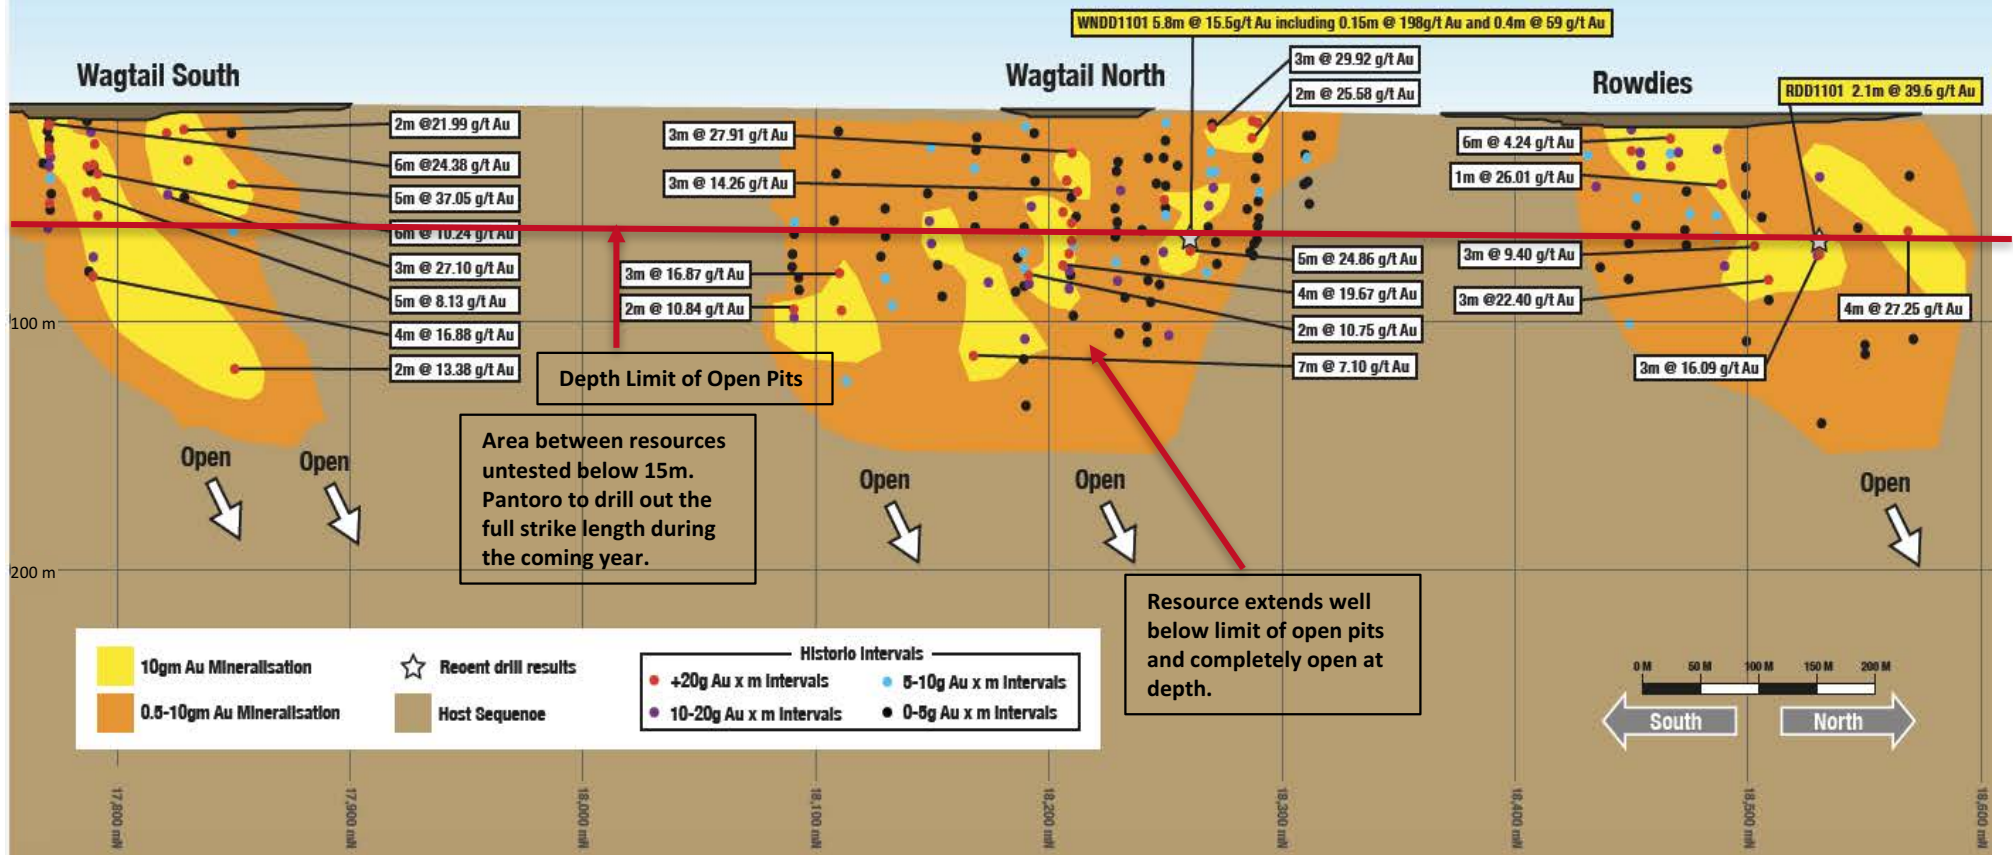 WNDD1101 5.8m @ 15.5g/t Au including 0.15m @ 198g/t Au and 0.4m @ 59 g/t Au
Wagtail South
Wagtail North
Rowdies
RDD1101 2.1m @ 39.6 g/t Au
2m @21.99 g/t Au
6m @24.38 g/t Au
5m @ 37.05 g/t Au
6m @ 10.24 g/t Au
3m @ 27.10 g/t Au
5m @ 8.13 g/t Au
4m @ 16.88 g/t Au
2m @ 13.38 g/t Au
3m @ 27.91 g/t Au
3m @ 14.26 g/t Au
3m @ 16.87 g/t Au
2m @ 10.84 g/t Au
3m @ 29.92 g/t Au
2m @ 25.58 g/t Au
5m @ 24.86 g/t Au
4m @ 19.67 g/t Au
2m @ 10.75 g/t Au
7m @ 7.10 g/t Au
6m @ 4.24 g/t Au
1m @ 26.01 g/t Au
3m @ 9.40 g/t Au
3m @22.40 g/t Au
3m @ 16.09 g/t Au
4m @ 27.25 g/t Au
100 m
200 m
Depth Limit of Open Pits
Area between resources
untested below 15m.
Pantoro to drill out the
full strike length during
the coming year.
Open
Open
Open
Open
Open
Resource extends well
below limit of open pits
and completely open at
depth.
10gm Au Mineralisation
0.5-10gm Au Mineralisation
Recent drill results
Host Sequence
Historic Intervals
+20g Au x m Intervals
10-20g Au x m Intervals
5-10g Au x m Intervals
0-5g Au x m Intervals
0 M 50 M 100 M 150 M 200 M
South
North
17,800 mN
17,900 mN
18,000 mN
18,100 mN
18,200 mN
18,300 mN
18,400 mN
18,500 mN
18,600 mN